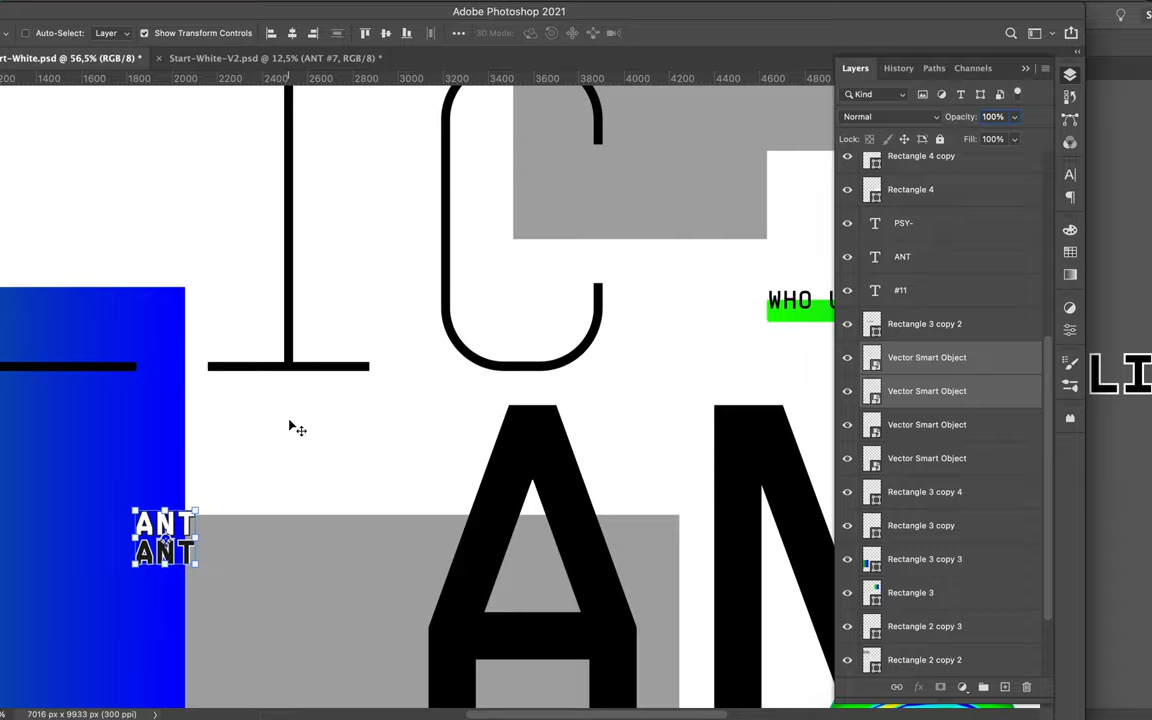 Adobe Photoshop 2021
Auto-Select: Layer Show Transform Controls 3D Mode:
rt-White.psd @ 56,5% (RGB/8) * × Start-White-V2.psd @ 12,5% (ANT #7, RGB/8) *
1200 1400 1600 1800 2000 2200 2400 2600 2800 3000 3200 3400 3600 3800 4000 4200 4400 4600 4800
Layers History Paths Channels
Kind
Normal Opacity: 100%
Lock: Fill: 100%
Rectangle 4 copy
Rectangle 4
PSY-
ANT
#11
Rectangle 3 copy 2
Vector Smart Object
Vector Smart Object
Vector Smart Object
Vector Smart Object
Rectangle 3 copy 4
Rectangle 3 copy
Rectangle 3 copy 3
Rectangle 3
Rectangle 2 copy 3
Rectangle 2 copy 2
IC
WHO
LI
AN
ANT
ANT
% 7016 px x 9933 px (300 ppi)